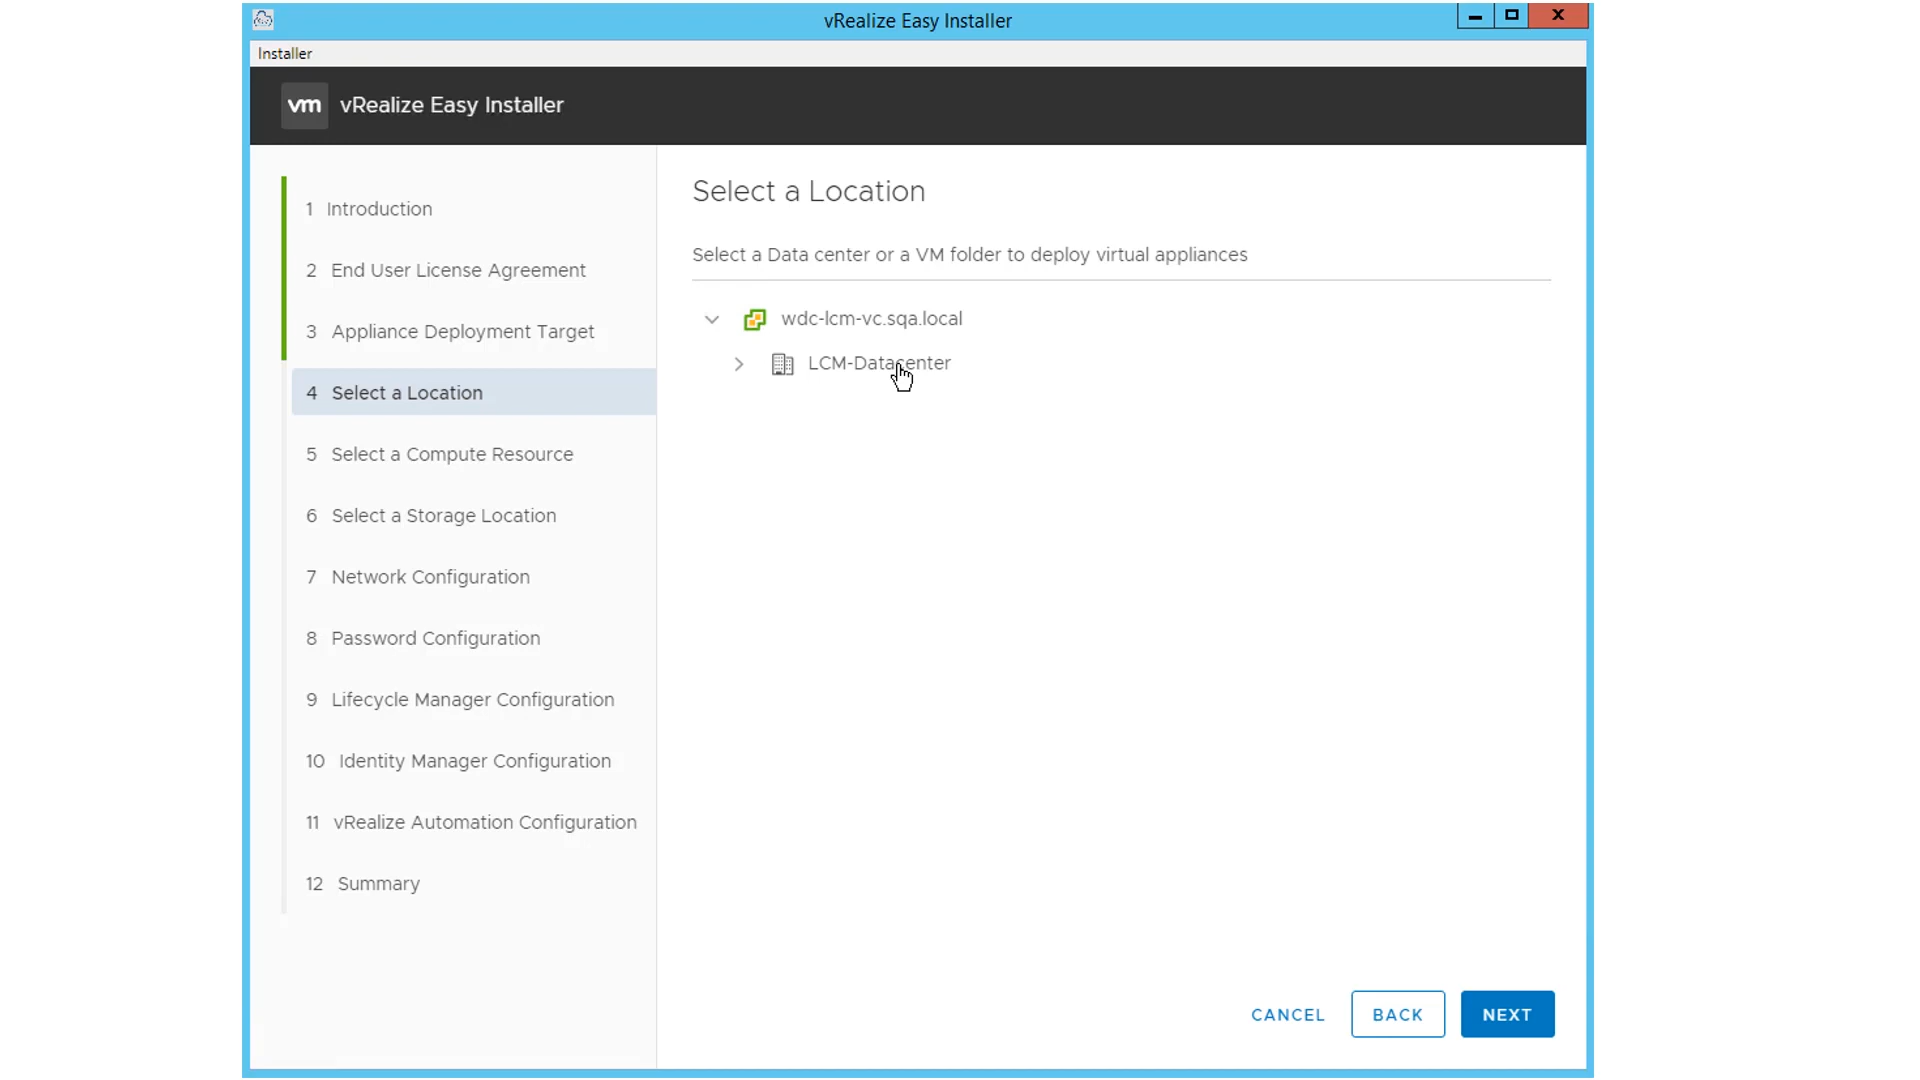 vRealize Easy Installer
Installer
vm vRealize Easy Installer
1 Introduction
2 End User License Agreement
3 Appliance Deployment Target
4 Select a Location
5 Select a Compute Resource
6 Select a Storage Location
7 Network Configuration
8 Password Configuration
9 Lifecycle Manager Configuration
10 Identity Manager Configuration
11 vRealize Automation Configuration
12 Summary
Select a Location
Select a Data center or a VM folder to deploy virtual appliances
wdc-lcm-vc.sqa.local
LCM-Datacenter
CANCEL BACK NEXT